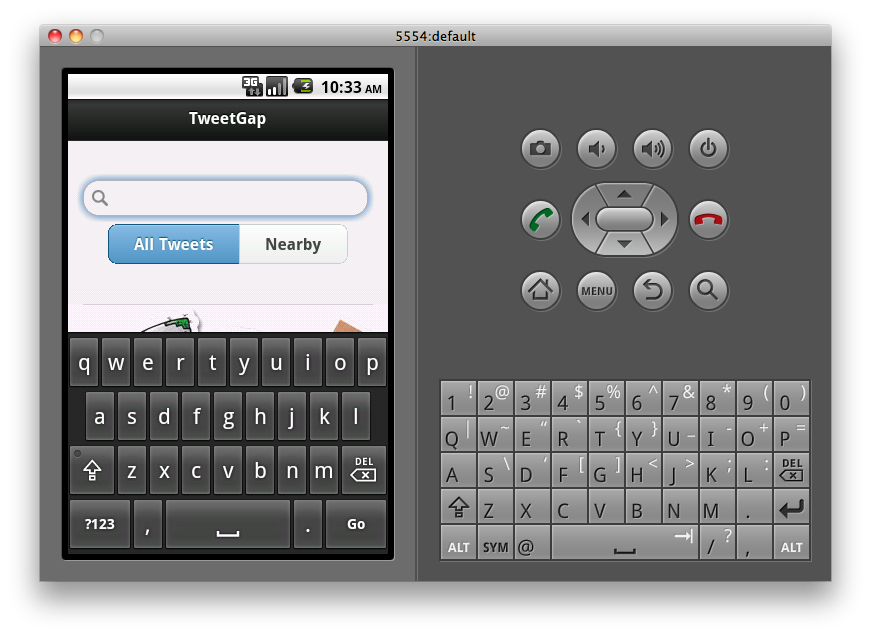 5554:default
3G 10:33 AM
TweetGap
All Tweets Nearby
q w e r t y u i o p
a s d f g h j k l
z x c v b n m DEL
?123 , . Go
MENU
1 ! 2 @ 3 # 4 $ 5 % 6 ^ 7 & 8 * 9 ( 0 )
Q | W ~ E “ R ` T { Y } U _ I - O + P =
A S \ D ‘ F [ G ] H < J > K ; L : DEL
Z X C V B N M .
ALT SYM @ / ? , ALT